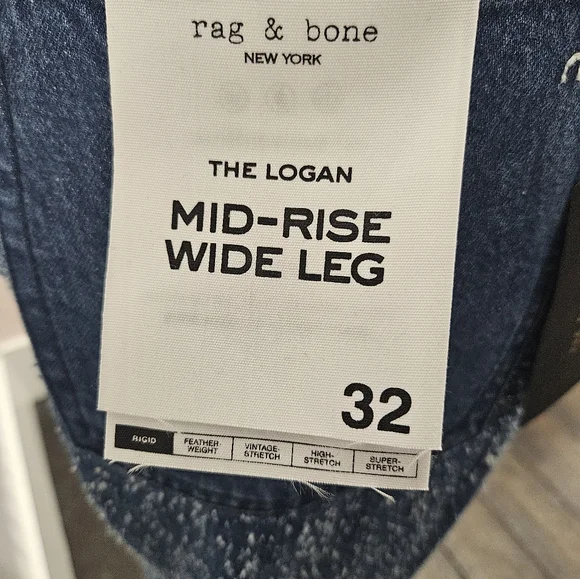 rag & bone
NEW YORK
THE LOGAN
MID-RISE
WIDE LEG
32
RIGID
FEATHER-
WEIGHT
VINTAGE-
STRETCH
HIGH-
STRETCH
SUPER-
STRETCH